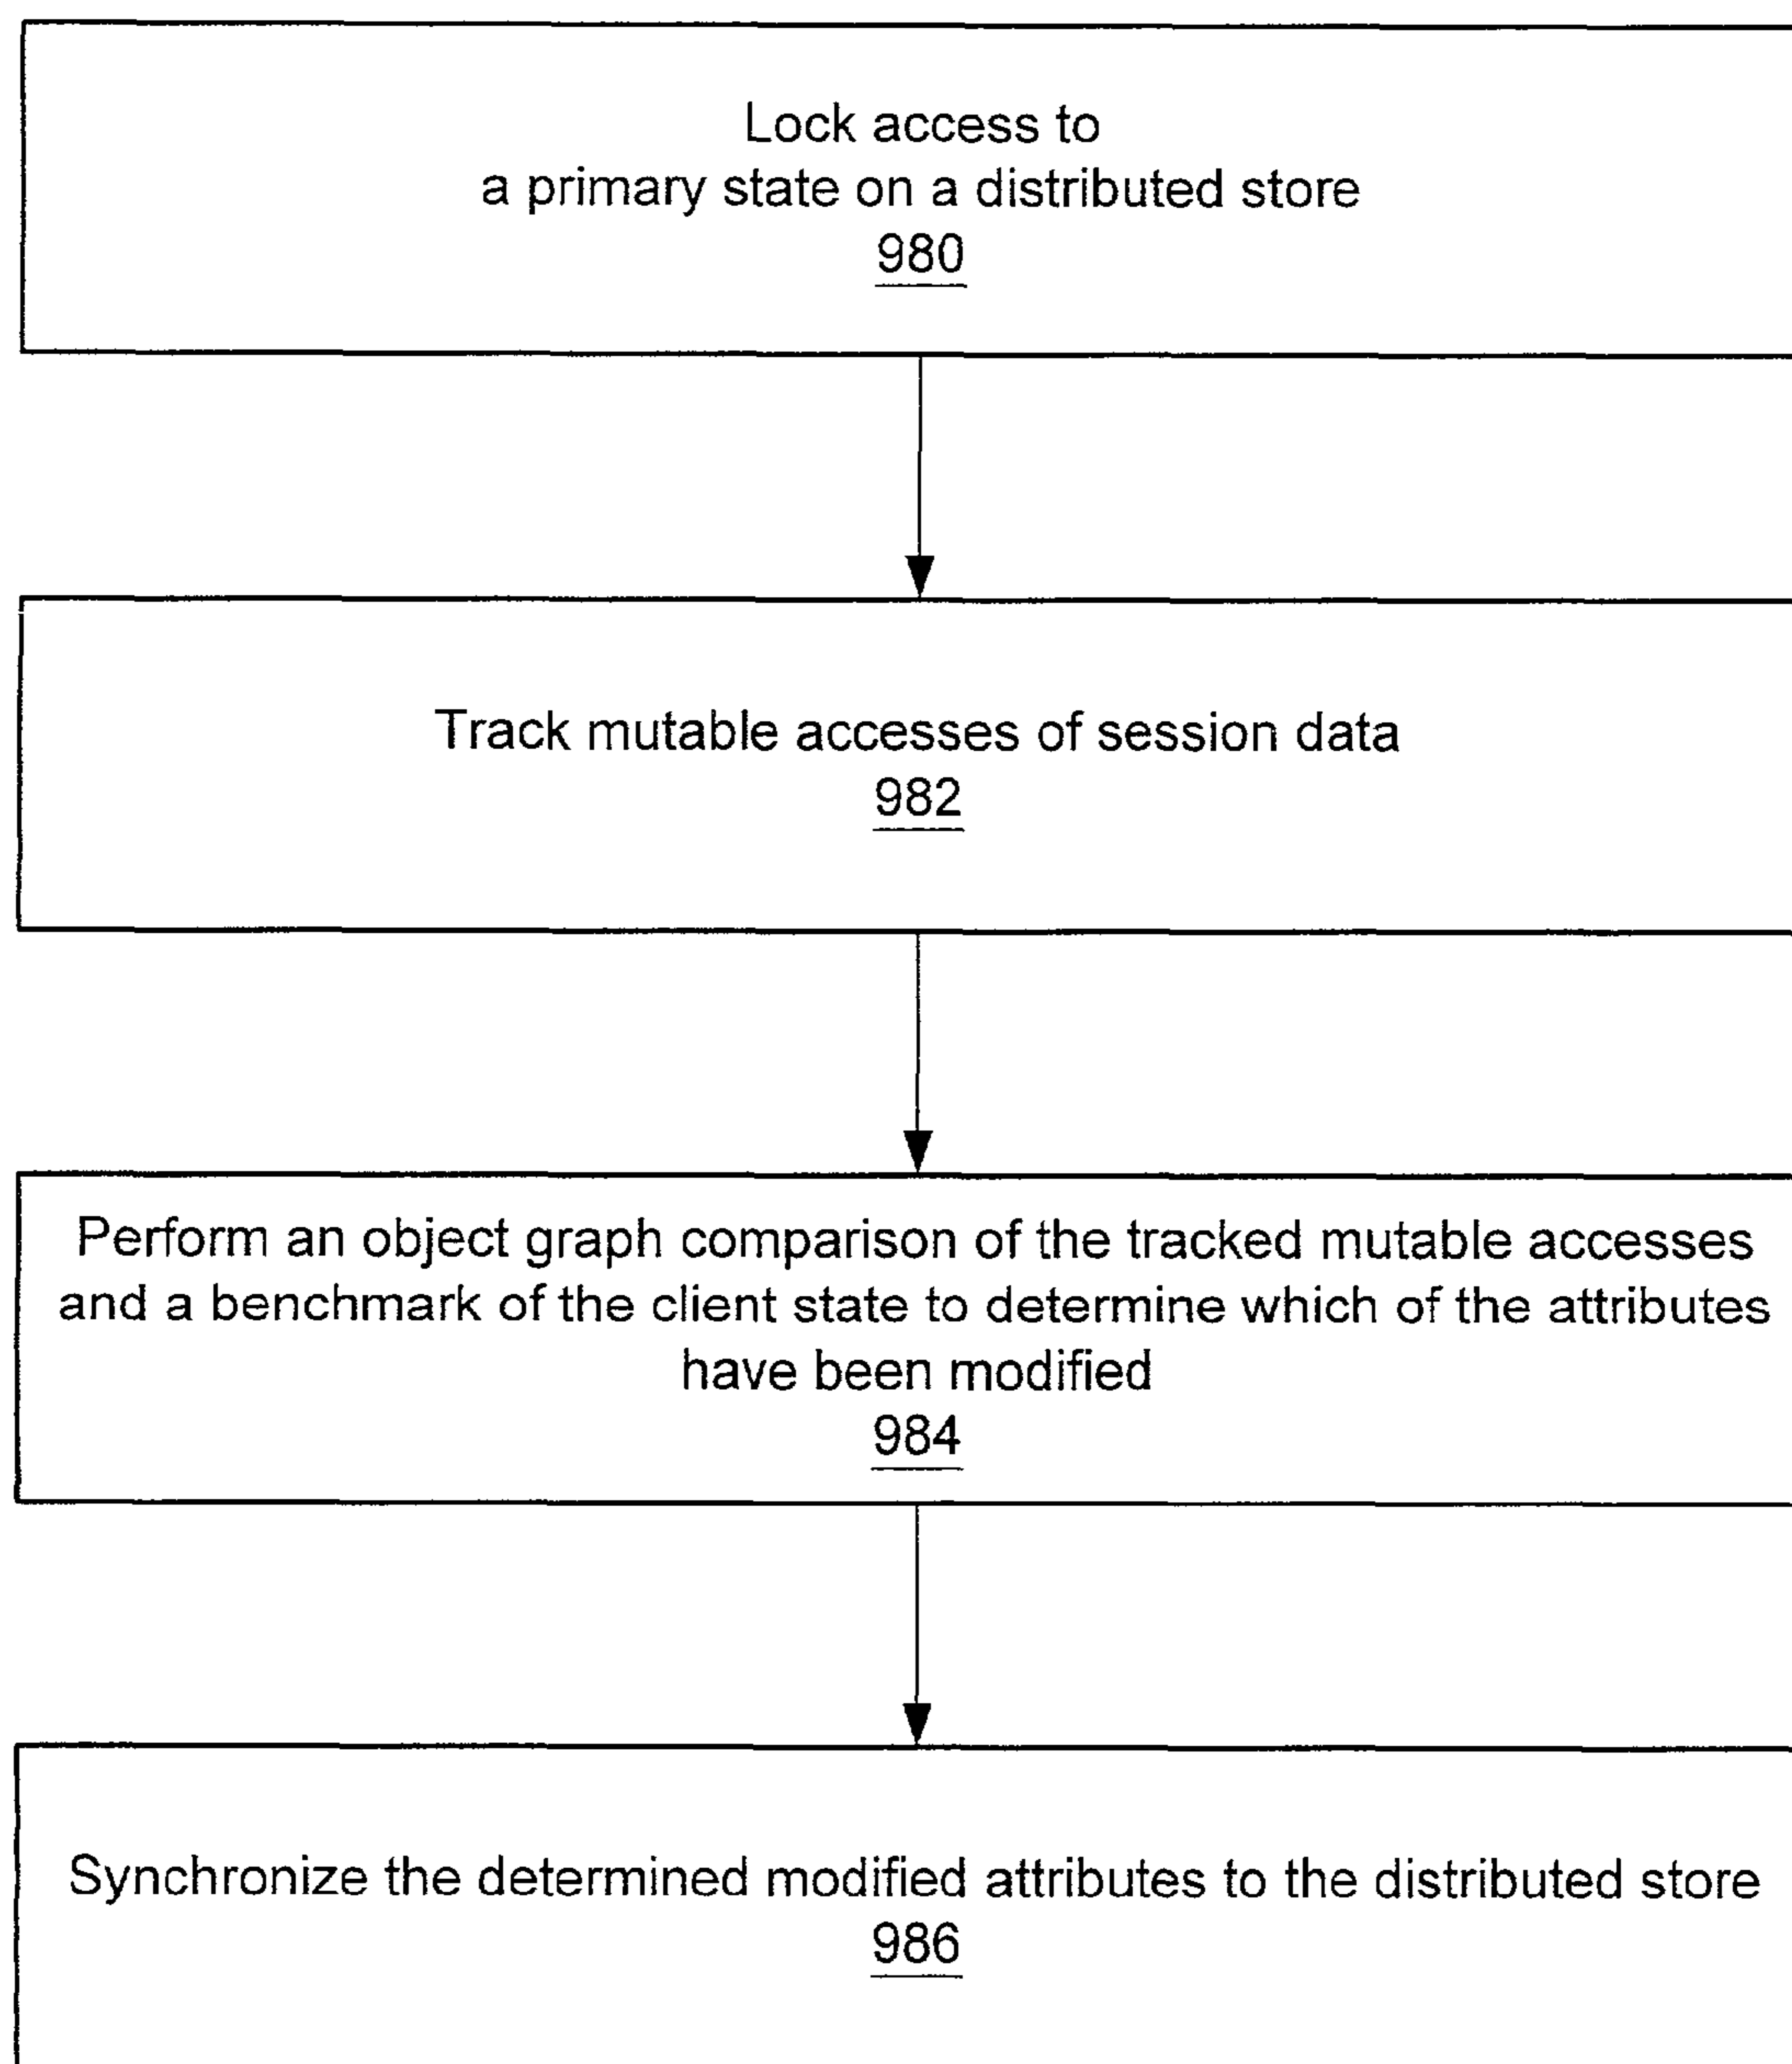 Lock access to
a primary state on a distributed store
980
Track mutable accesses of session data
982
Perform an object graph comparison of the tracked mutable accesses
and a benchmark of the client state to determine which of the attributes
have been modified
984
Synchronize the determined modified attributes to the distributed store
986